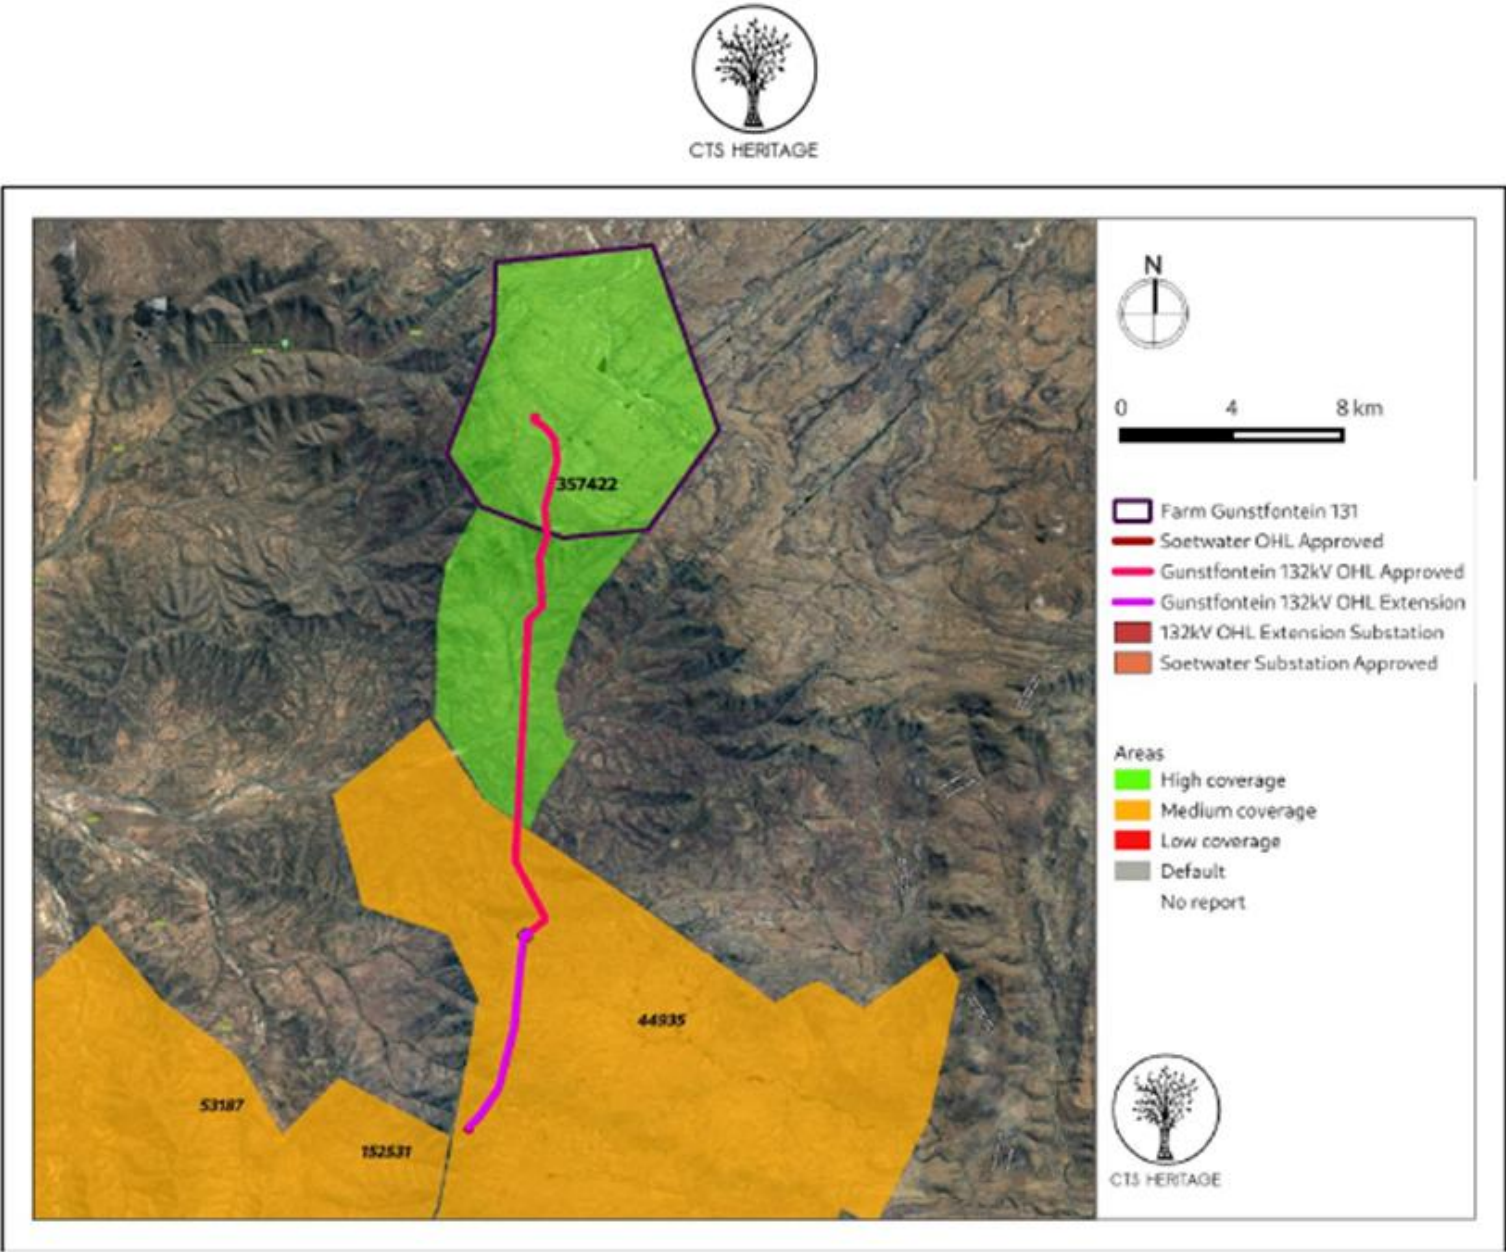 CTS HERITAGE
N
0 4 8 km
Farm Gunstfontein 131
Soetwater OHL Approved
Gunstfontein 132kV OHL Approved
Gunstfontein 132kV OHL Extension
132kV OHL Extension Substation
Soetwater Substation Approved
Areas
High coverage
Medium coverage
Low coverage
Default
No report
357422
44935
53187
152531
CTS HERITAGE